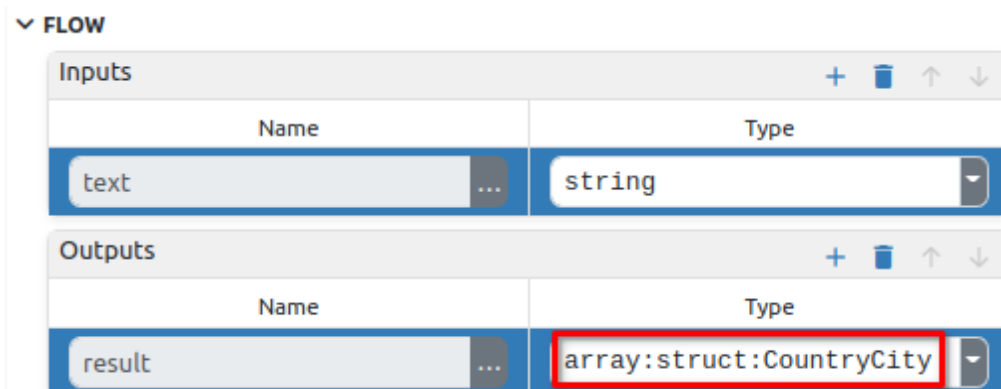 FLOW
Inputs
Name Type
text ... string
Outputs
Name Type
result ... array:struct:CountryCity